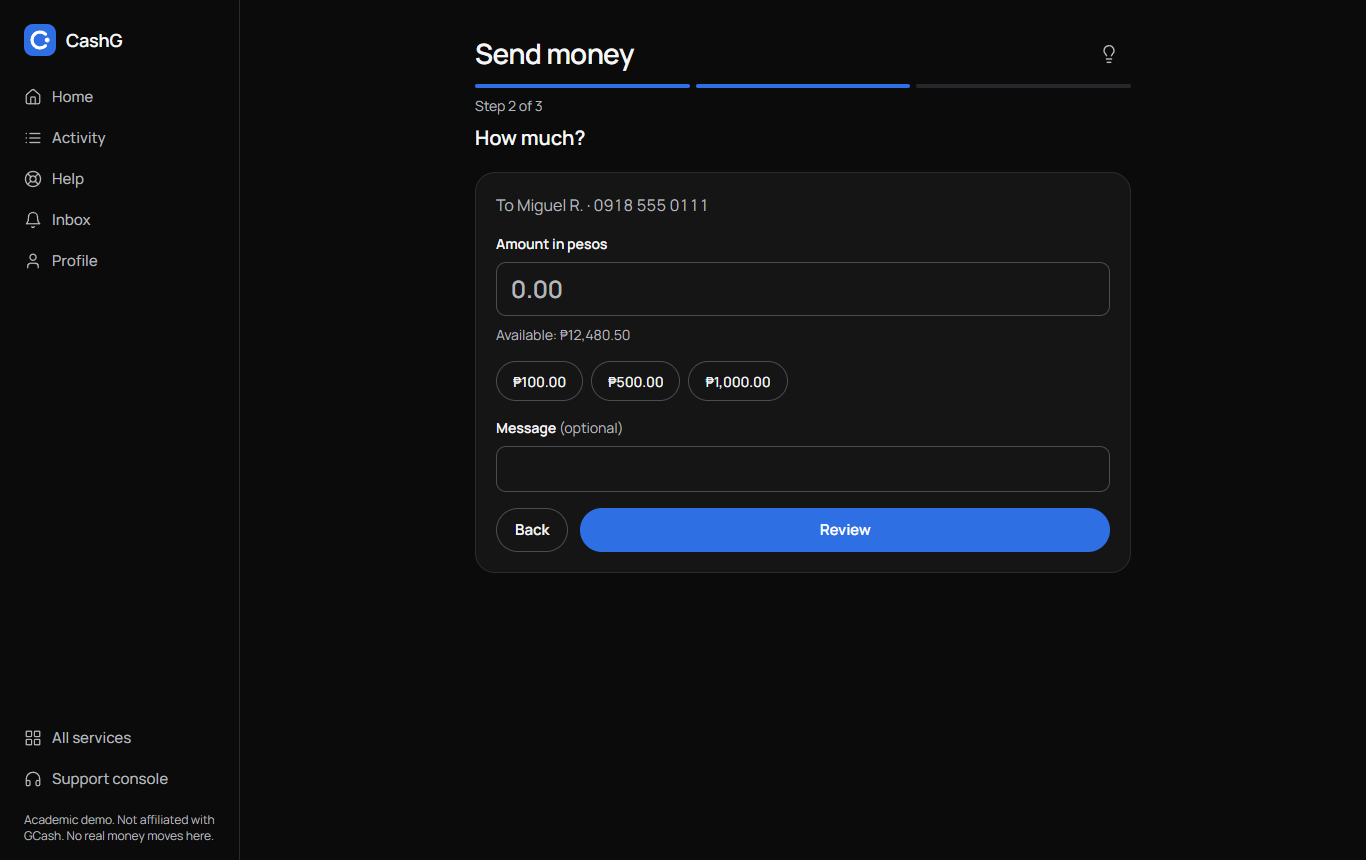 CashG
Home
Activity
Help
Inbox
Profile
All services
Support console
Academic demo. Not affiliated with
GCash. No real money moves here.
Send money
Step 2 of 3
How much?
To Miguel R. · 0918 555 0111
Amount in pesos
0.00
Available: ₱12,480.50
₱100.00 ₱500.00 ₱1,000.00
Message (optional)
Back Review